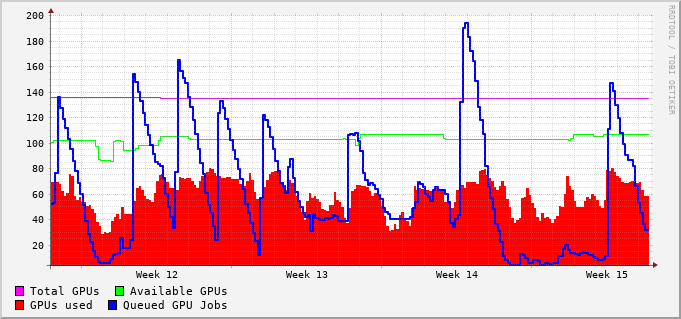 200
180
160
140
120
100
80
60
40
20
Week 12 Week 13 Week 14 Week 15
Total GPUs Available GPUs
GPUs used Queued GPU Jobs
RRDTOOL / TOBI OETIKER